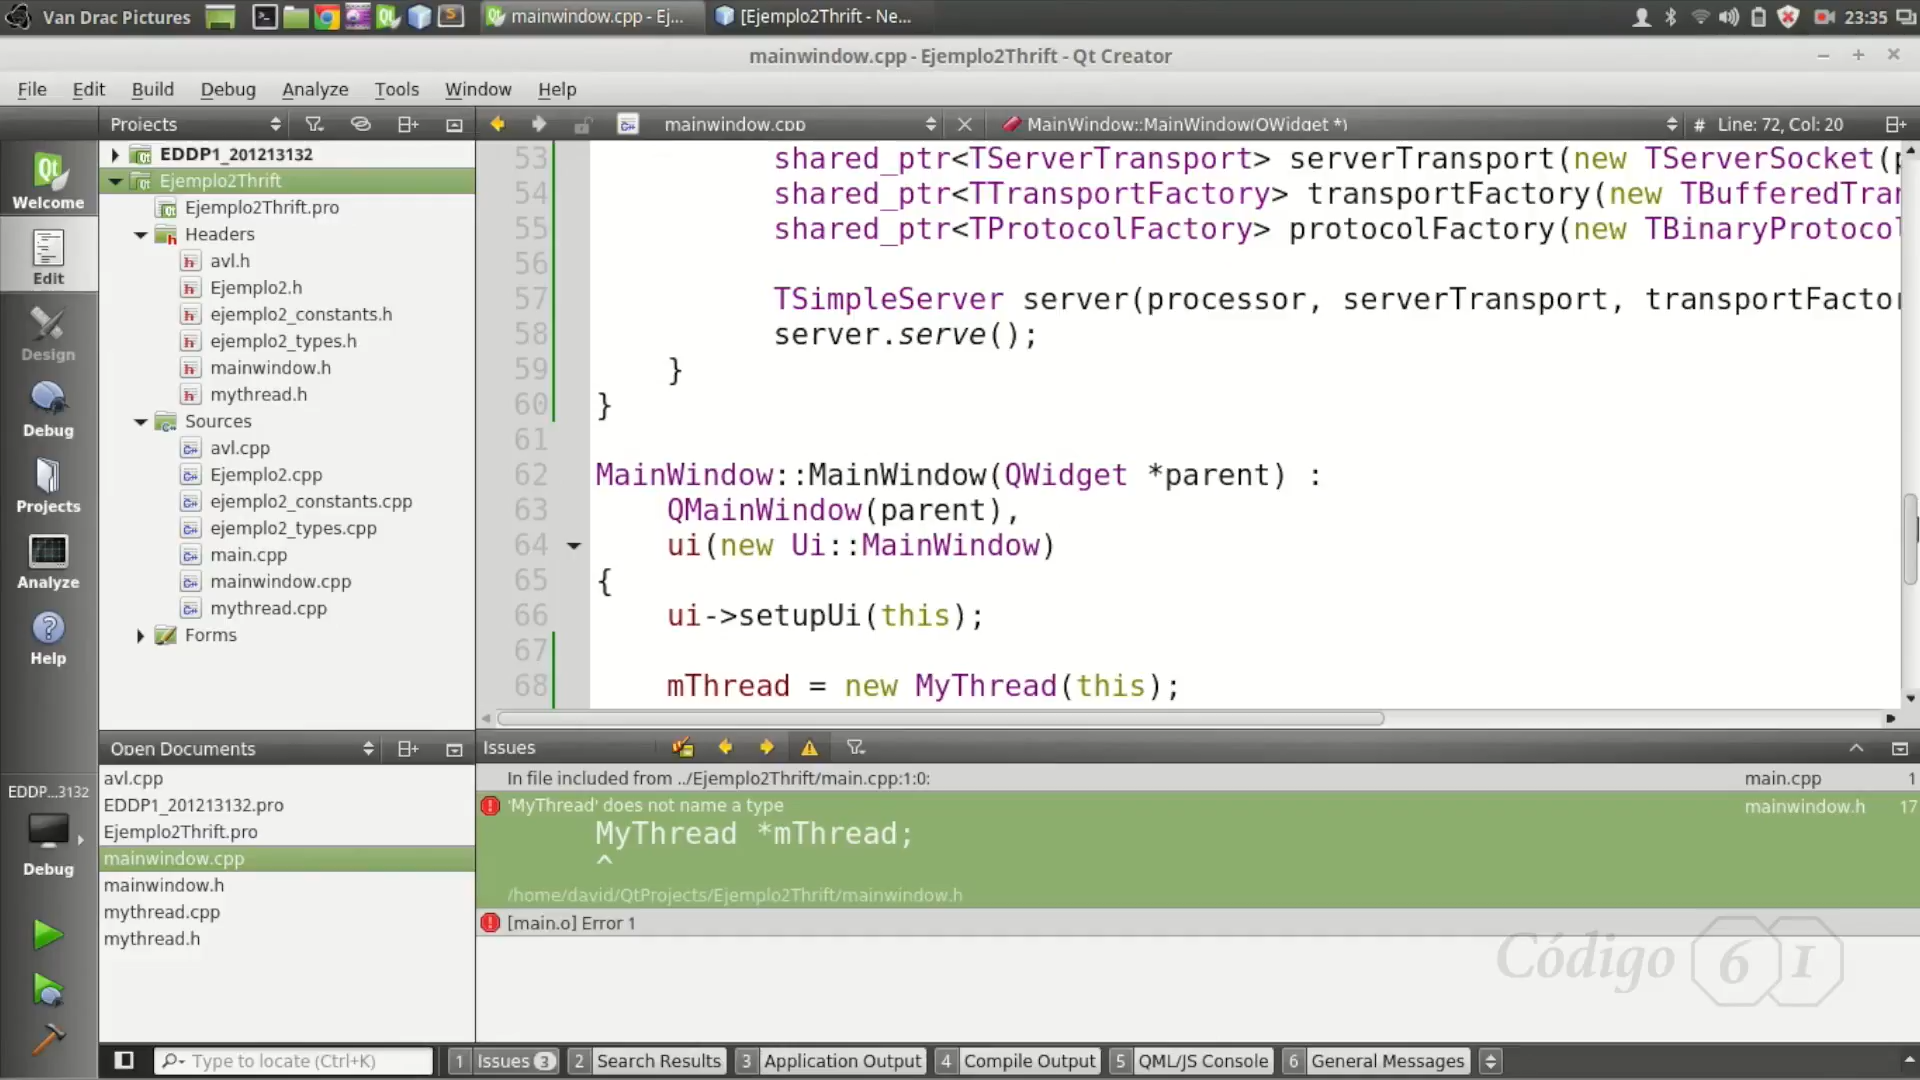 Van Drac Pictures
mainwindow.cpp - Ej...
[Ejemplo2Thrift - Ne...
23:35
mainwindow.cpp - Ejemplo2Thrift - Qt Creator
File Edit Build Debug Analyze Tools Window Help
Projects
mainwindow.cpp
MainWindow::MainWindow(QWidget *)
# Line: 72, Col: 20
Welcome
Edit
Design
Debug
Projects
Analyze
Help
EDDP...3132
Debug
EDDP1_201213132
Ejemplo2Thrift
Ejemplo2Thrift.pro
Headers
avl.h
Ejemplo2.h
ejemplo2_constants.h
ejemplo2_types.h
mainwindow.h
mythread.h
Sources
avl.cpp
Ejemplo2.cpp
ejemplo2_constants.cpp
ejemplo2_types.cpp
main.cpp
mainwindow.cpp
mythread.cpp
Forms
53 shared_ptr<TServerTransport> serverTransport(new TServerSocket(p
54 shared_ptr<TTransportFactory> transportFactory(new TBufferedTran
55 shared_ptr<TProtocolFactory> protocolFactory(new TBinaryProtocol
56
57 TSimpleServer server(processor, serverTransport, transportFactor
58 server.serve();
59 }
60 }
61
62 MainWindow::MainWindow(QWidget *parent) :
63 QMainWindow(parent),
64 ui(new Ui::MainWindow)
65 {
66 ui->setupUi(this);
67
68 mThread = new MyThread(this);
Open Documents
avl.cpp
EDDP1_201213132.pro
Ejemplo2Thrift.pro
mainwindow.cpp
mainwindow.h
mythread.cpp
mythread.h
Issues
In file included from ../Ejemplo2Thrift/main.cpp:1:0: main.cpp 1
'MyThread' does not name a type mainwindow.h 17
MyThread *mThread;
^
/home/david/QtProjects/Ejemplo2Thrift/mainwindow.h
[main.o] Error 1
Código 61
Type to locate (Ctrl+K)
1 Issues 3
2 Search Results
3 Application Output
4 Compile Output
5 QML/JS Console
6 General Messages